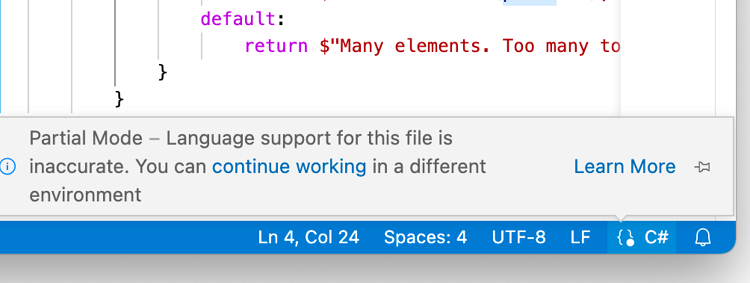 default:
return $"Many elements. Too many to
}
}
Partial Mode – Language support for this file is
inaccurate. You can continue working in a different
environment
Learn More
Ln 4, Col 24 Spaces: 4 UTF-8 LF {} C#